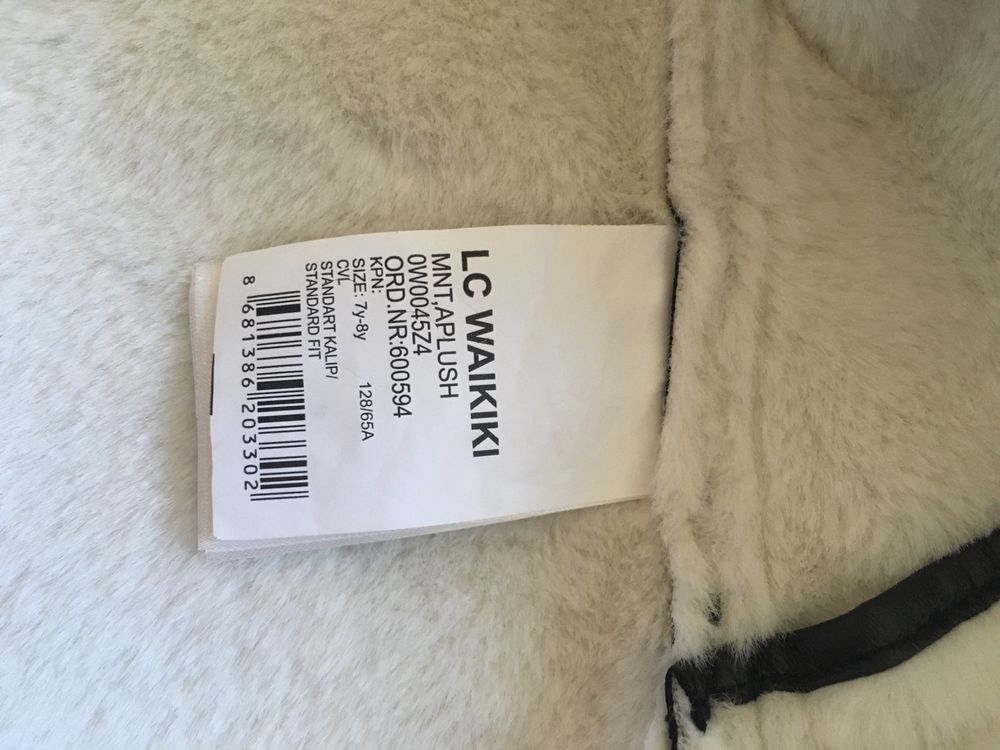 LC WAIKIKI
MNT,APLUSH
0W0045Z4
ORD.NR:600594
KPN:
SIZE: 7y-8y 128/65A
CVL
STANDART KALIP/
STANDARD FIT
8 681386 203302